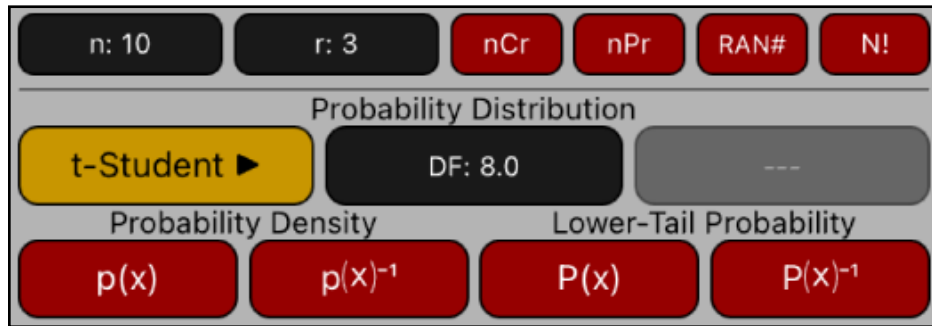 n: 10 r: 3 nCr nPr RAN# N!
Probability Distribution
t-Student ▶ DF: 8.0 ---
Probability Density Lower-Tail Probability
p(x) p(x)⁻¹ P(x) P(x)⁻¹